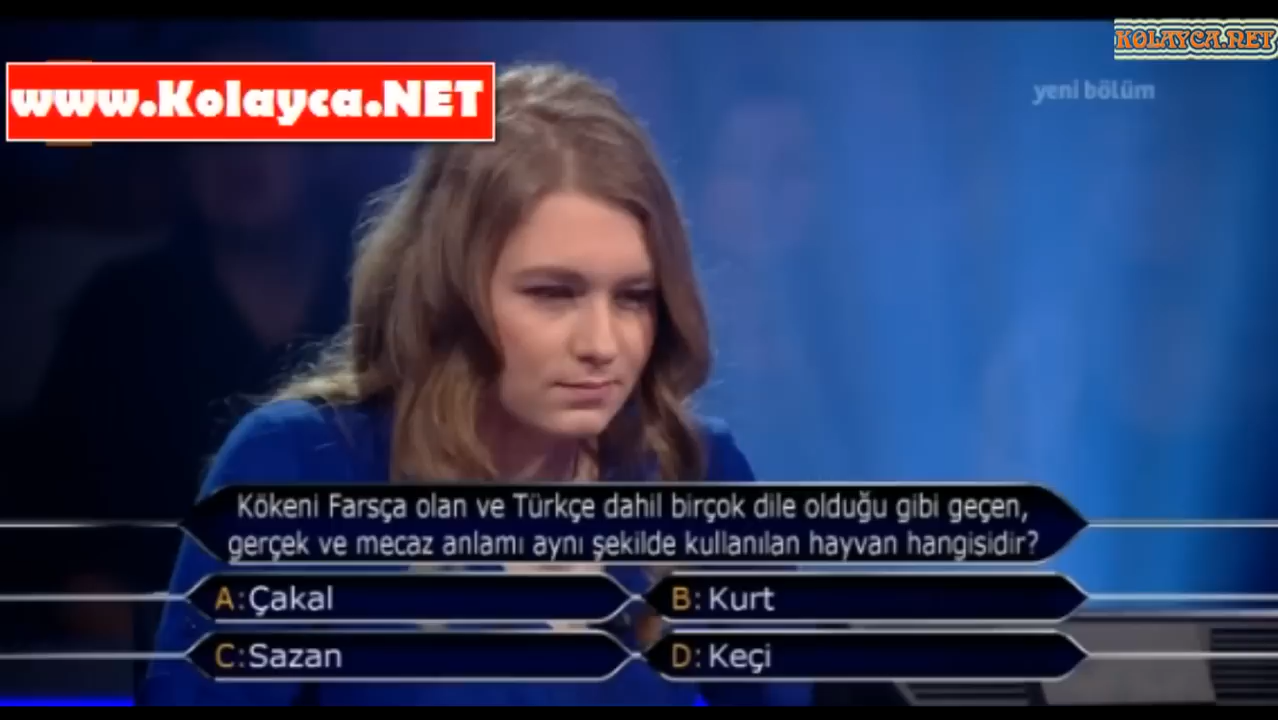 KOLAYCA.NET
www.Kolayca.NET
yeni bölüm
Kökeni Farsça olan ve Türkçe dahil birçok dile olduğu gibi geçen,
gerçek ve mecaz anlamı aynı şekilde kullanılan hayvan hangisidir?
A: Çakal
B: Kurt
C: Sazan
D: Keçi